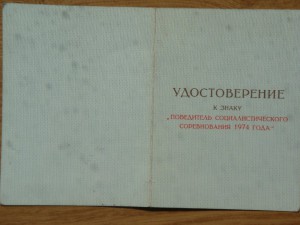 УДОСТОВЕРЕНИЕ
К ЗНАКУ
„ПОБЕДИТЕЛЬ СОЦИАЛИСТИЧЕСКОГО
СОРЕВНОВАНИЯ 1974 ГОДА"